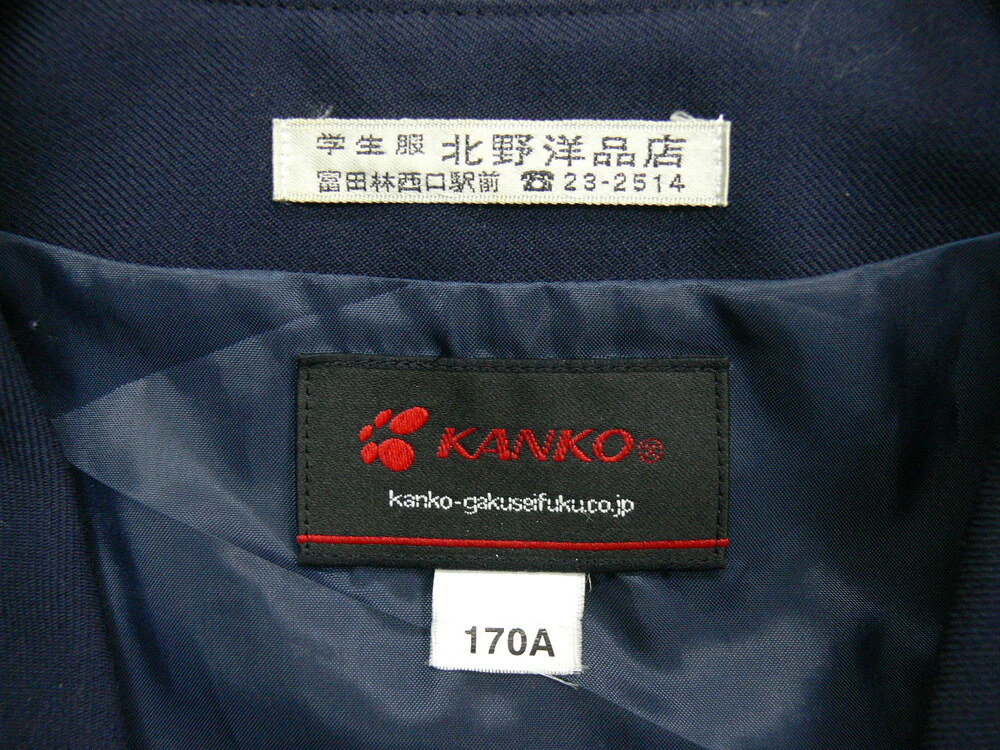 学生服 北野洋品店
富田林西口駅前 ☎23-2514
KANKO®
kanko-gakuseifuku.co.jp
170A